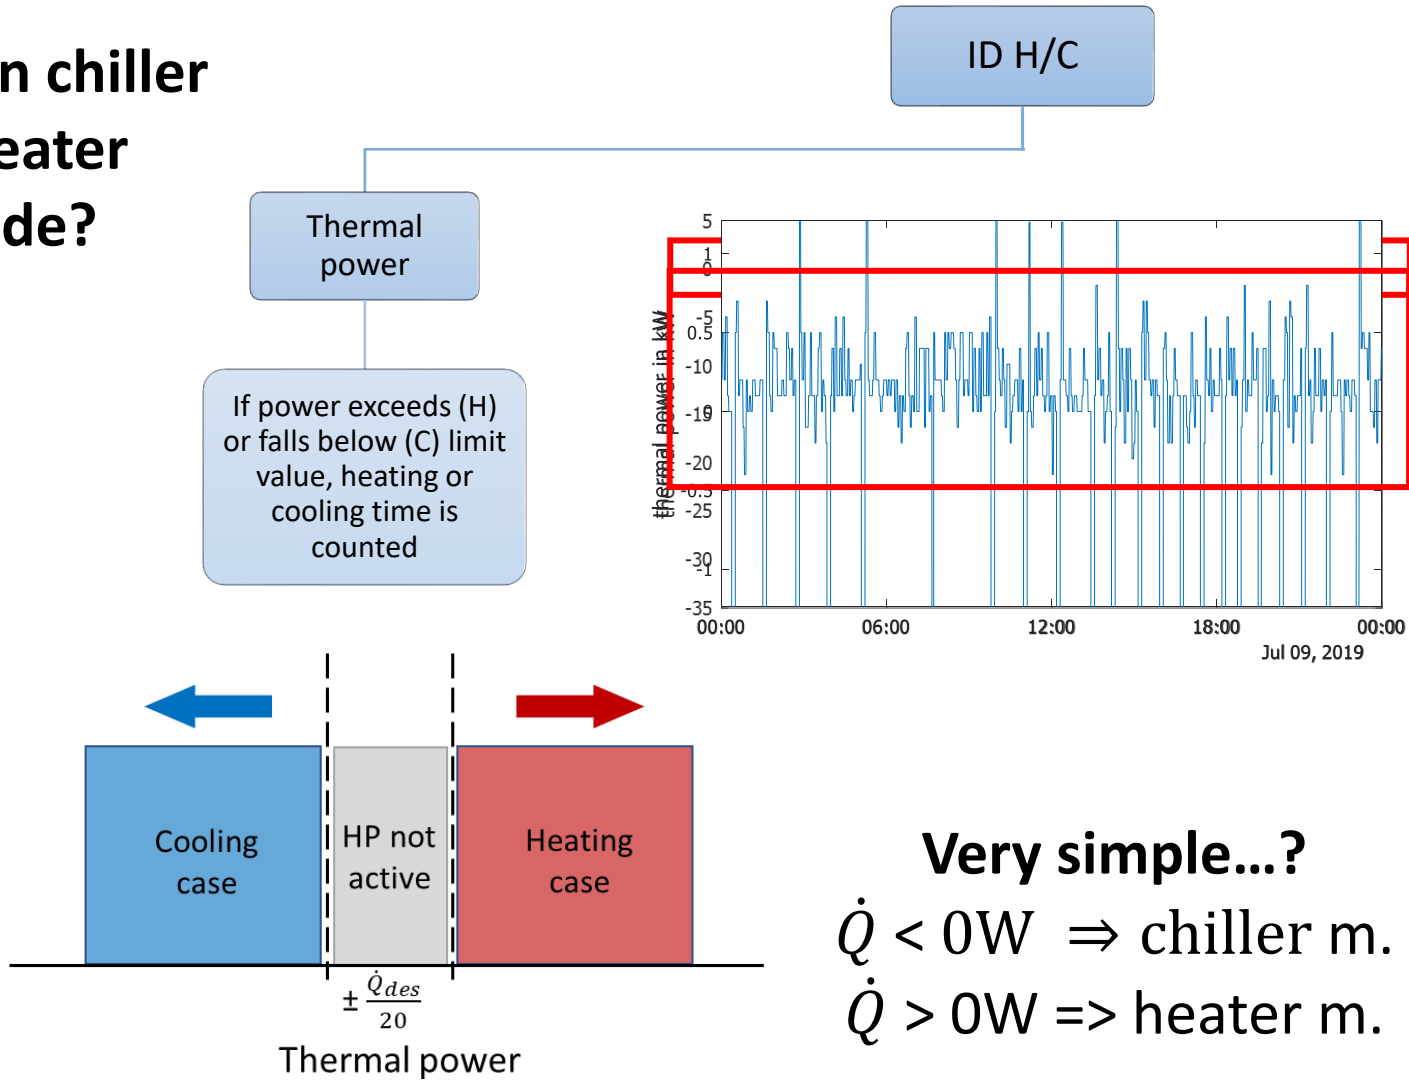 n chiller
eater
de?
ID H/C
Thermal
power
If power exceeds (H)
or falls below (C) limit
value, heating or
cooling time is
counted
thermal power in kW
5
1
0
-5
0.5
-10
-15
0
-20
-0.5
-25
-30
-1
-35
00:00 06:00 12:00 18:00 00:00
Jul 09, 2019
Cooling
case
HP not
active
Heating
case
± Q̇des/20
Thermal power
Very simple...?
Q̇ < 0W ⇒ chiller m.
Q̇ > 0W => heater m.